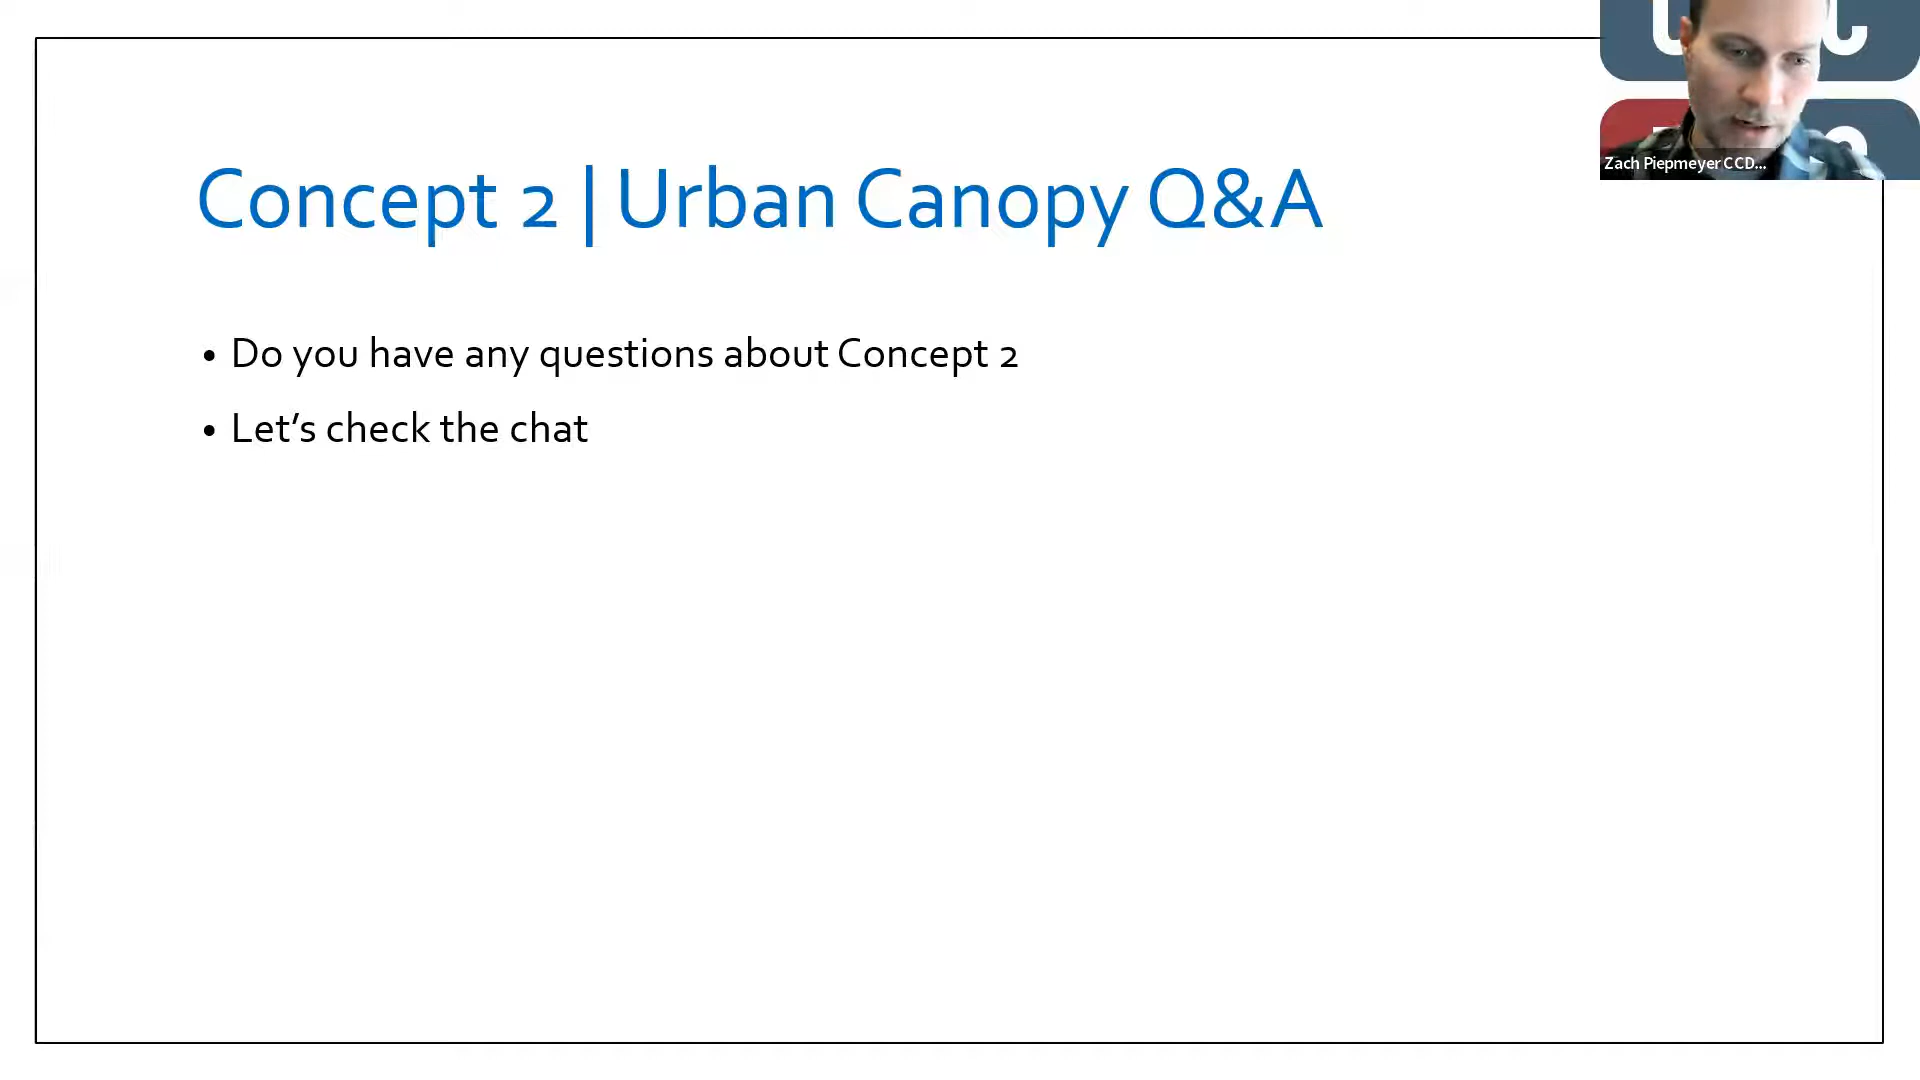 Concept 2 | Urban Canopy Q&A
Zach Piepmeyer CCD...
• Do you have any questions about Concept 2
• Let’s check the chat